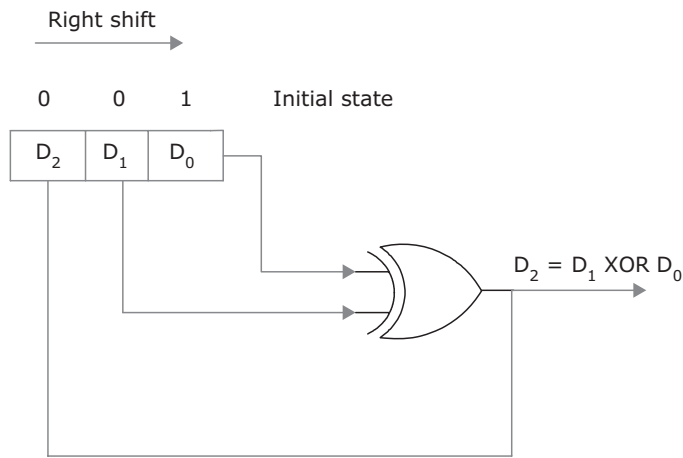 Right shift
0 0 1 Initial state
D₂ D₁ D₀
D₂ = D₁ XOR D₀